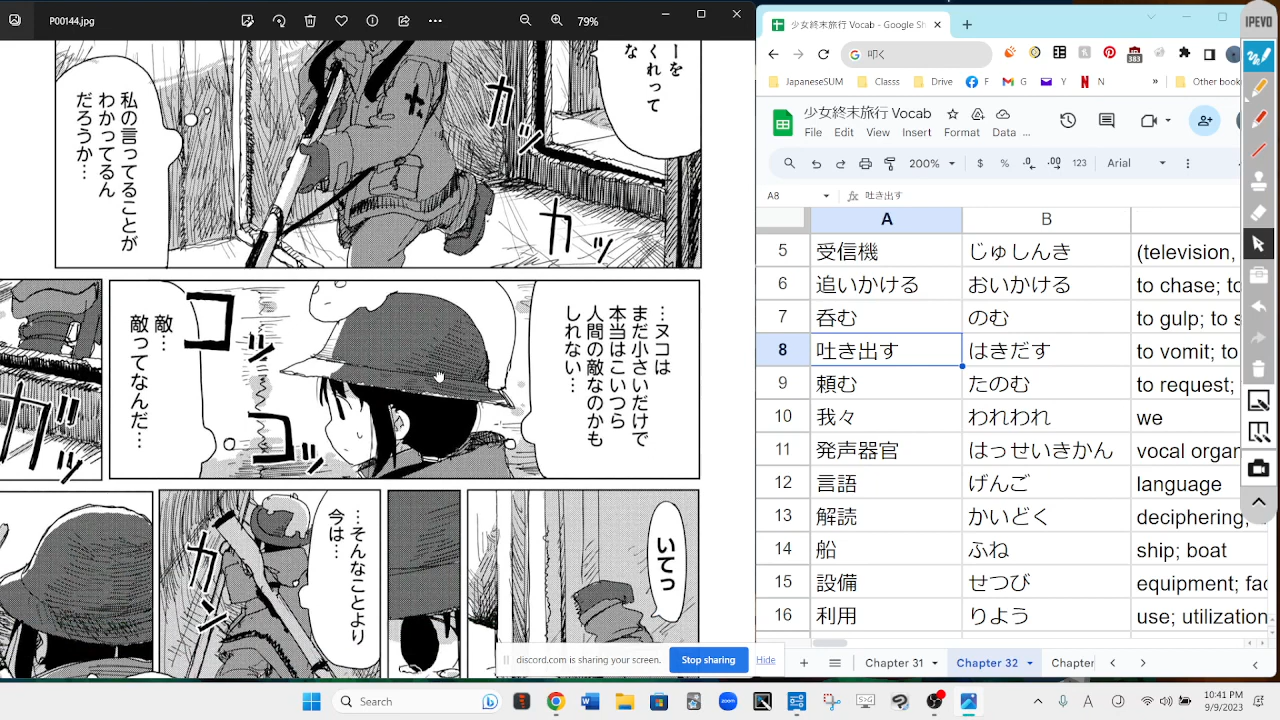 P00144.jpg
79%
ーを
くれって
な
カッ
カッ
私の言ってることが
わかってるん
だろうか…
…ヌコは
まだ小さいだけで
本当はこいつら
人間の敵なのかも
しれない…
コッ
コッ
敵…
敵ってなんだ…
ガッ
いてっ
…そんなことより
今は…
カン
discord.com is sharing your screen.
Stop sharing
Hide
少女終末旅行 Vocab - Google Sh
叩く
383
JapaneseSUM
Classs
Drive
F
G
Y
N
»
Other book
少女終末旅行 Vocab
File Edit View Insert Format Data ...
200%
$ % .0 .00 123 Arial
A8
fx 吐き出す
A B
5 受信機 じゅしんき (television,
6 追いかける おいかける to chase; to
7 呑む のむ to gulp; to s
8 吐き出す はきだす to vomit; to
9 頼む たのむ to request;
10 我々 われわれ we
11 発声器官 はっせいきかん vocal organ
12 言語 げんご language
13 解読 かいどく deciphering;
14 船 ふね ship; boat
15 設備 せつび equipment; fac
16 利用 りよう use; utilization
Chapter 31
Chapter 32
Chapter
IPEVO
Search
zoom
10:41 PM
9/9/2023